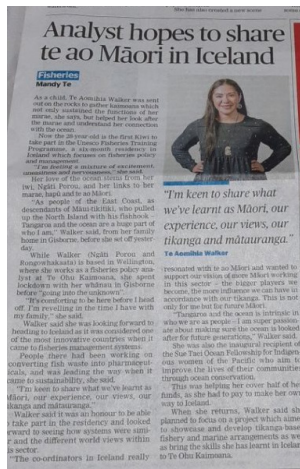 Analyst hopes to share
te ao Māori in Iceland
Fisheries
Mandy Te
As a child, Te Aomihia Walker was sent
out on the rocks to gather kaimoana which
not only sustained the functions of her
marae, she says, but helped her look after
the marae and understand her connection
with the ocean.
Now the 28-year-old is the first Kiwi to
take part in the Unesco Fisheries Training
Programme, a six-month residency in
Iceland which focuses on fisheries policy
and management.
"I'm feeling a mixture of excitement,
and nervousness," she said.
Her love of the ocean stems from her
iwi, Ngāti Porou, and her links to her
marae, hapū and te ao Māori.
"As people of the East Coast, as
descendants of Māui-tikitiki, who pulled
up the North Island with his fishhook –
Tangaroa and the ocean are a huge part of
who I am," Walker said, from her family
home in Gisborne, before she set off yester-
day.
While Walker (Ngāti Porou and
Rongowhakaata) is based in Wellington,
where she works as a fisheries policy ana-
lyst at Te Ohu Kaimoana, she spent
lockdown with her whānau in Gisborne
before "going into the unknown".
"It's comforting to be here before I head
off. I'm revelling in the time I have with
my family," she said.
Walker said she was looking forward to
heading to Iceland as it was considered one
of the most innovative countries when it
came to fisheries management systems.
People there had been working on
converting fish waste into pharmaceut-
icals, and was leading the way when it
came to sustainability, she said.
"I'm keen to share what we've learnt as
Māori, our experience, our views, our
tikanga and mātauranga."
Walker said it was an honour to be able
to take part in the residency and looked
forward to seeing how systems were simi-
lar and the different world views within
sector.
"The co-ordinators in Iceland really
"I'm keen to share what
we've learnt as Māori, our
experience, our views, our
tikanga and mātauranga."
Te Aomihia Walker
resonated with te ao Māori and wanted to
support our vision of more Māori working
in this sector – the bigger players we
become, the more influence we can have in
accordance with our tikanga. This is not
only for me but for future Māori.
"Tangaroa and the ocean is intrinsic in
who we are as people – I am super passion-
ate about making sure the ocean is looked
after for future generations," Walker said.
She was also the inaugural recipient of
the Sue Taei Ocean Fellowship for Indigen-
ous women of the Pacific who aim to
improve the lives of their communities
through ocean conservation.
This was helping her cover half of her
funds, as she had to pay to make her own
way to Iceland.
When she returns, Walker said she
planned to focus on a project which aimed
to showcase and develop tikanga-based
fishery and marine arrangements as well
as bring the skills she has learnt in Iceland
to Te Ohu Kaimoana.